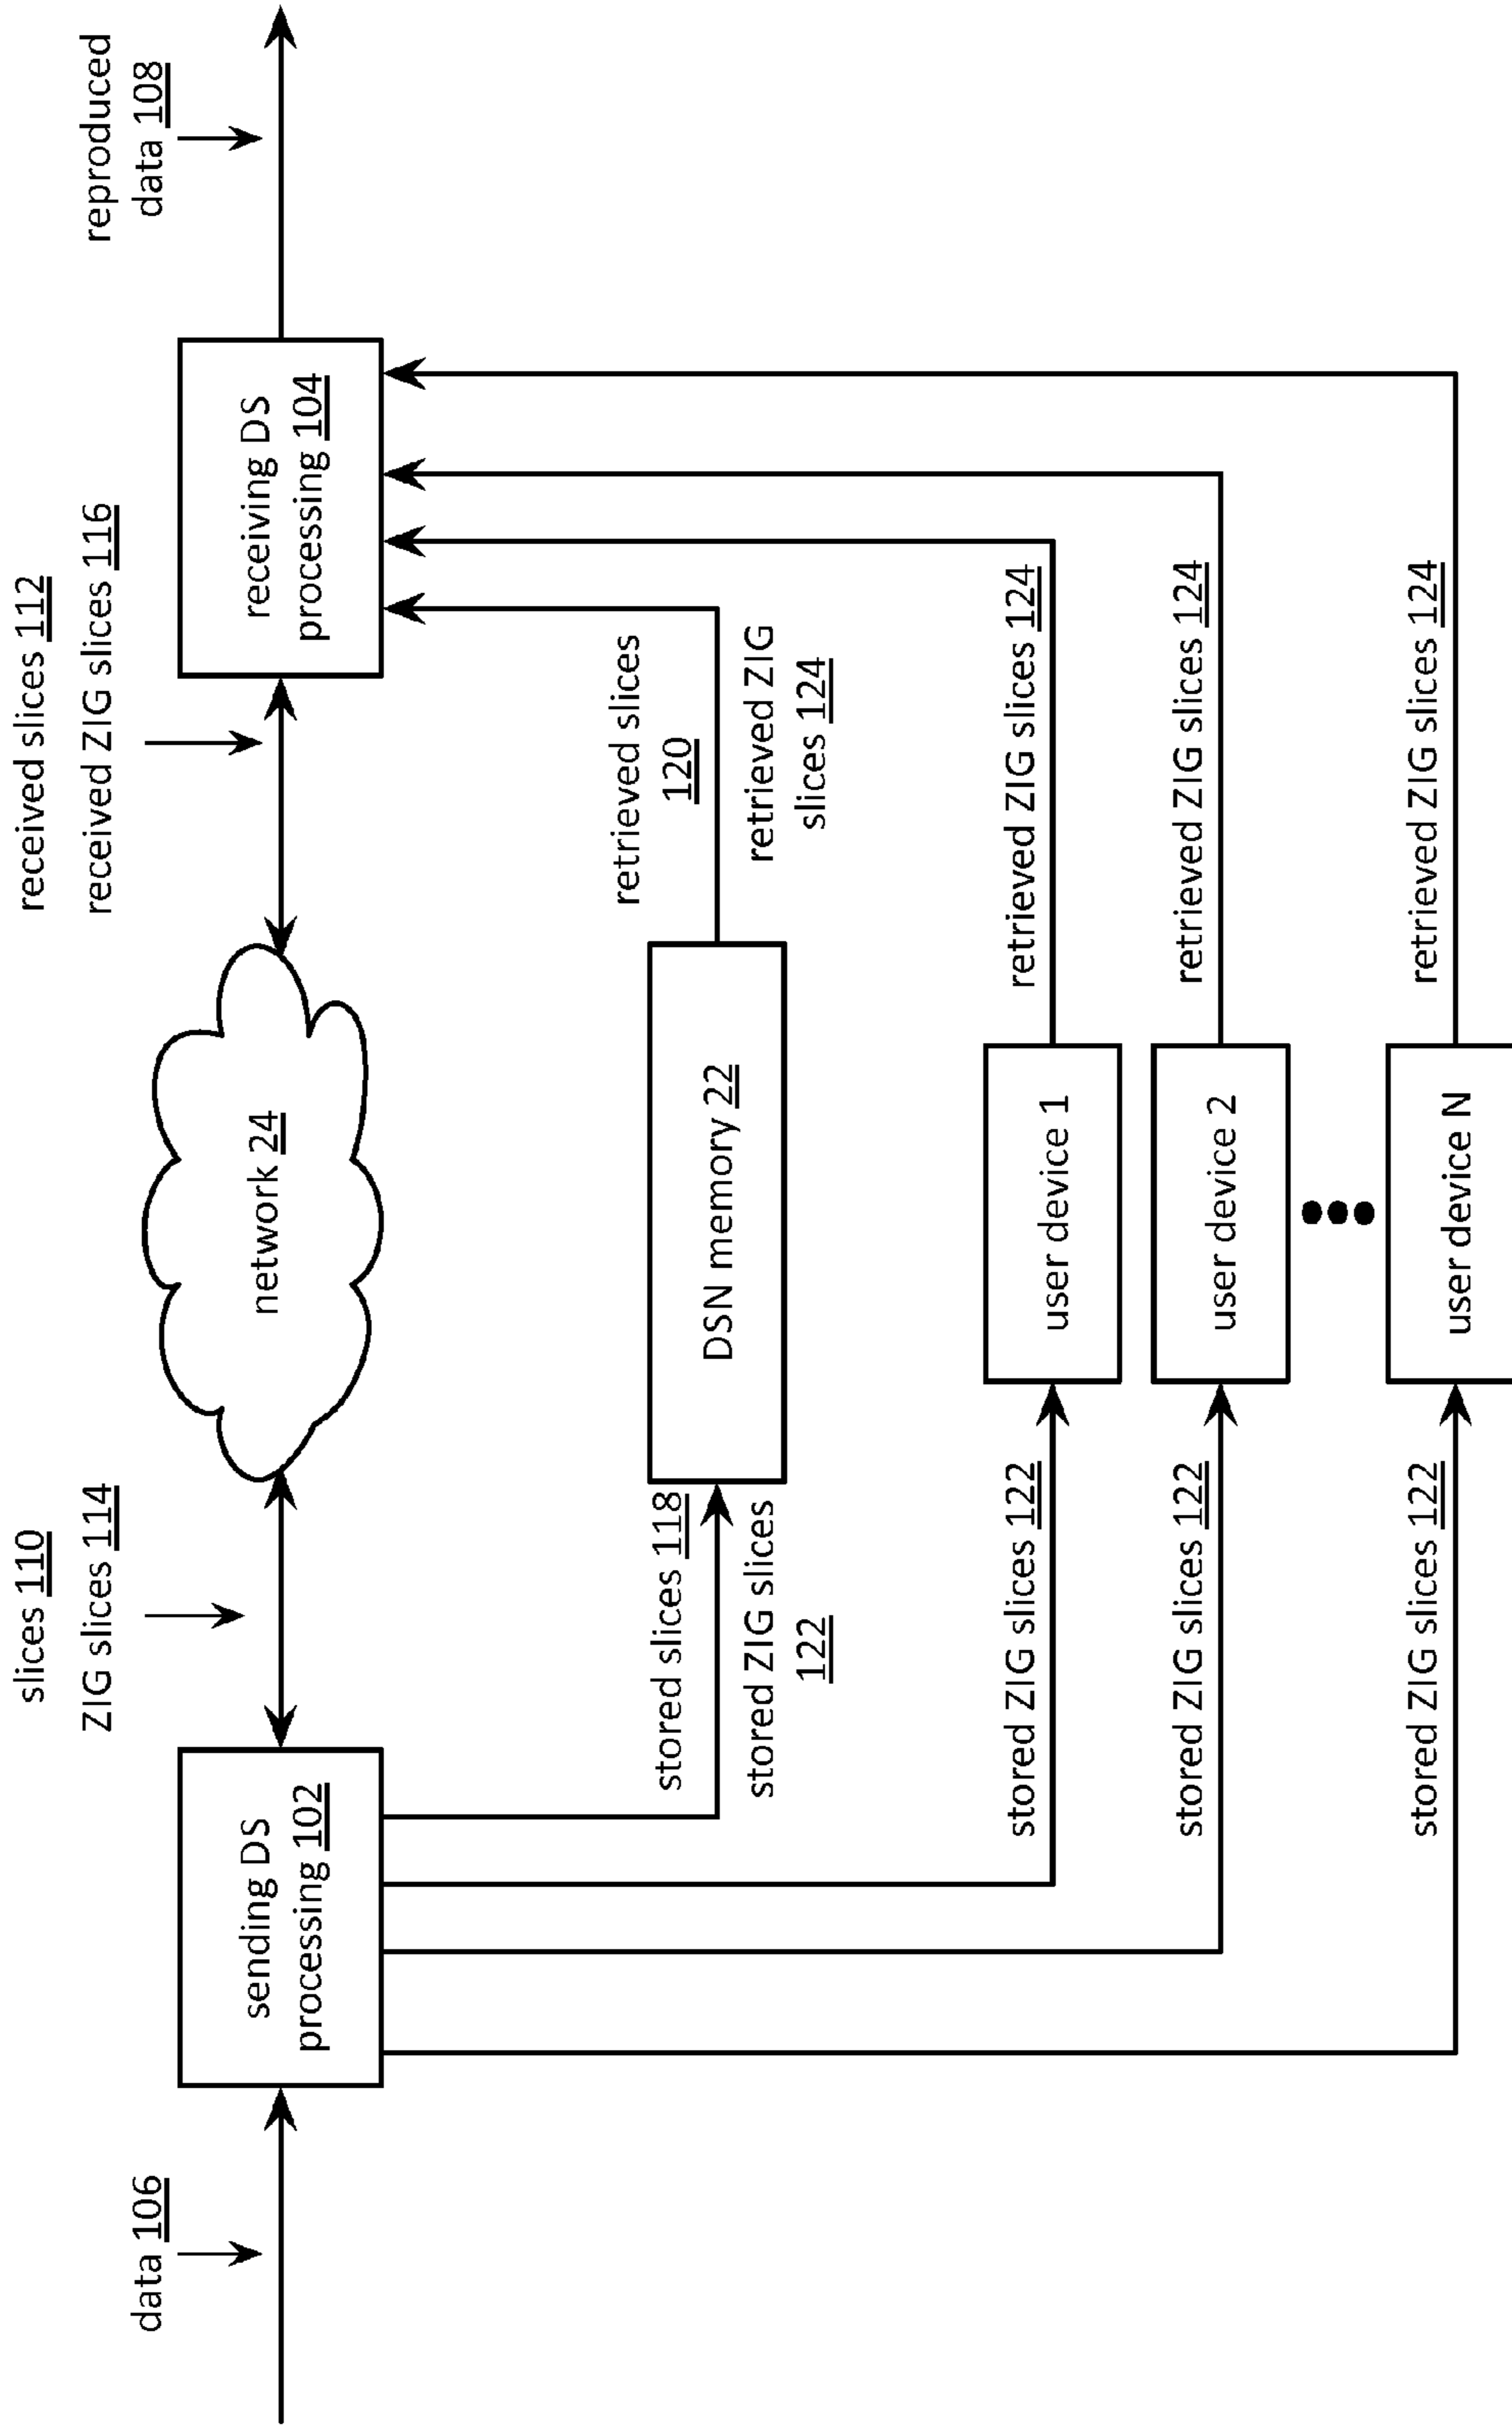 slices 110
ZIG slices 114
received slices 112
received ZIG slices 116
data 106
reproduced
data 108
sending DS
processing 102
network 24
receiving DS
processing 104
stored slices 118
stored ZIG slices
122
DSN memory 22
retrieved slices
120
retrieved ZIG
slices 124
stored ZIG slices 122
user device 1
retrieved ZIG slices 124
stored ZIG slices 122
user device 2
retrieved ZIG slices 124
stored ZIG slices 122
user device N
retrieved ZIG slices 124